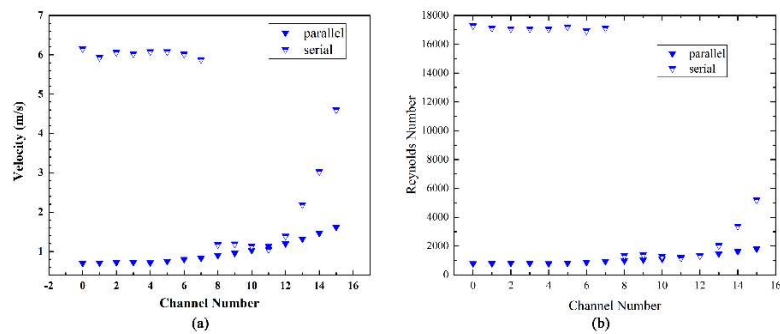 parallel
serial
6
5
4
3
2
1
Velocity (m/s)
-2 0 2 4 6 8 10 12 14 16
Channel Number
(a)
18000
16000
14000
12000
10000
8000
6000
4000
2000
0
Reynolds Number
parallel
serial
0 2 4 6 8 10 12 14 16
Channel Number
(b)